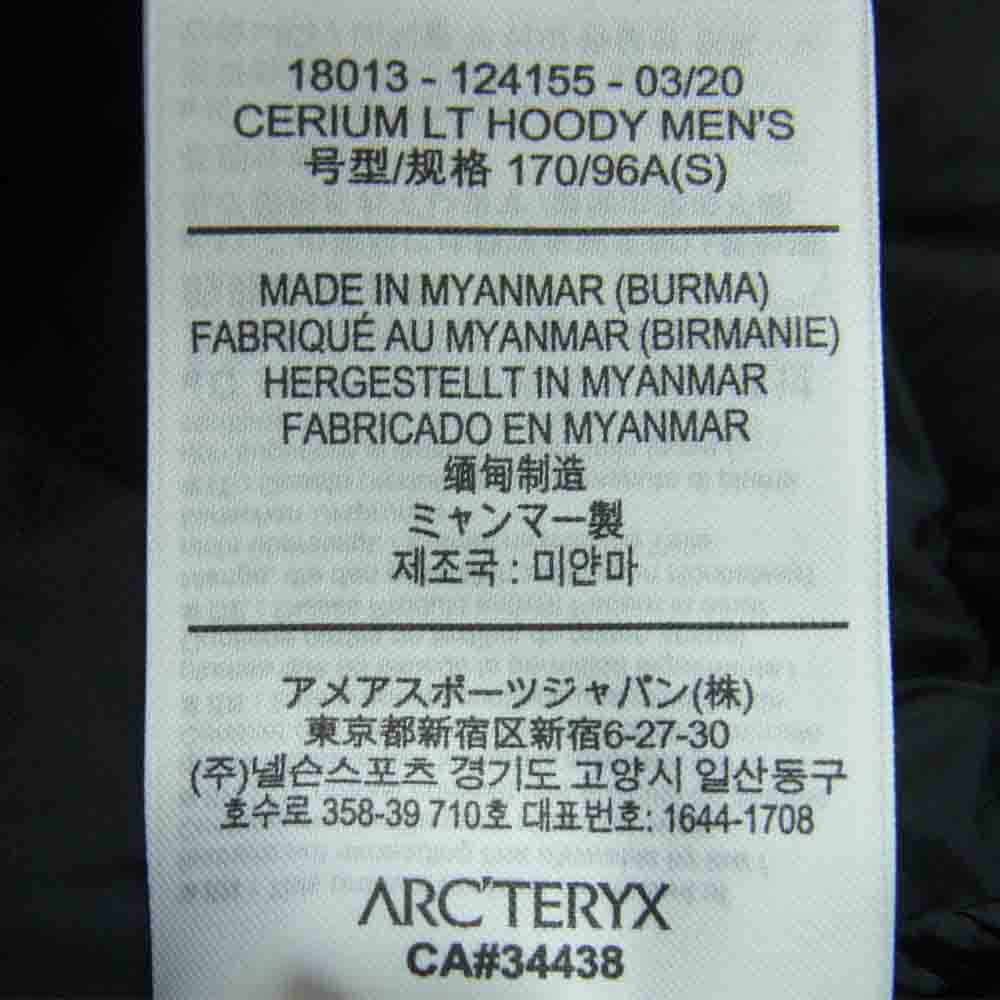 18013 - 124155 - 03/20
CERIUM LT HOODY MEN'S
号型/规格 170/96A(S)
MADE IN MYANMAR (BURMA)
FABRIQUÉ AU MYANMAR (BIRMANIE)
HERGESTELLT IN MYANMAR
FABRICADO EN MYANMAR
缅甸制造
ミャンマー製
제조국 : 미얀마
アメアスポーツジャパン(株)
東京都新宿区新宿6-27-30
(주)넬슨스포츠 경기도 고양시 일산동구
호수로 358-39 710호 대표번호: 1644-1708
ARC'TERYX
CA#34438